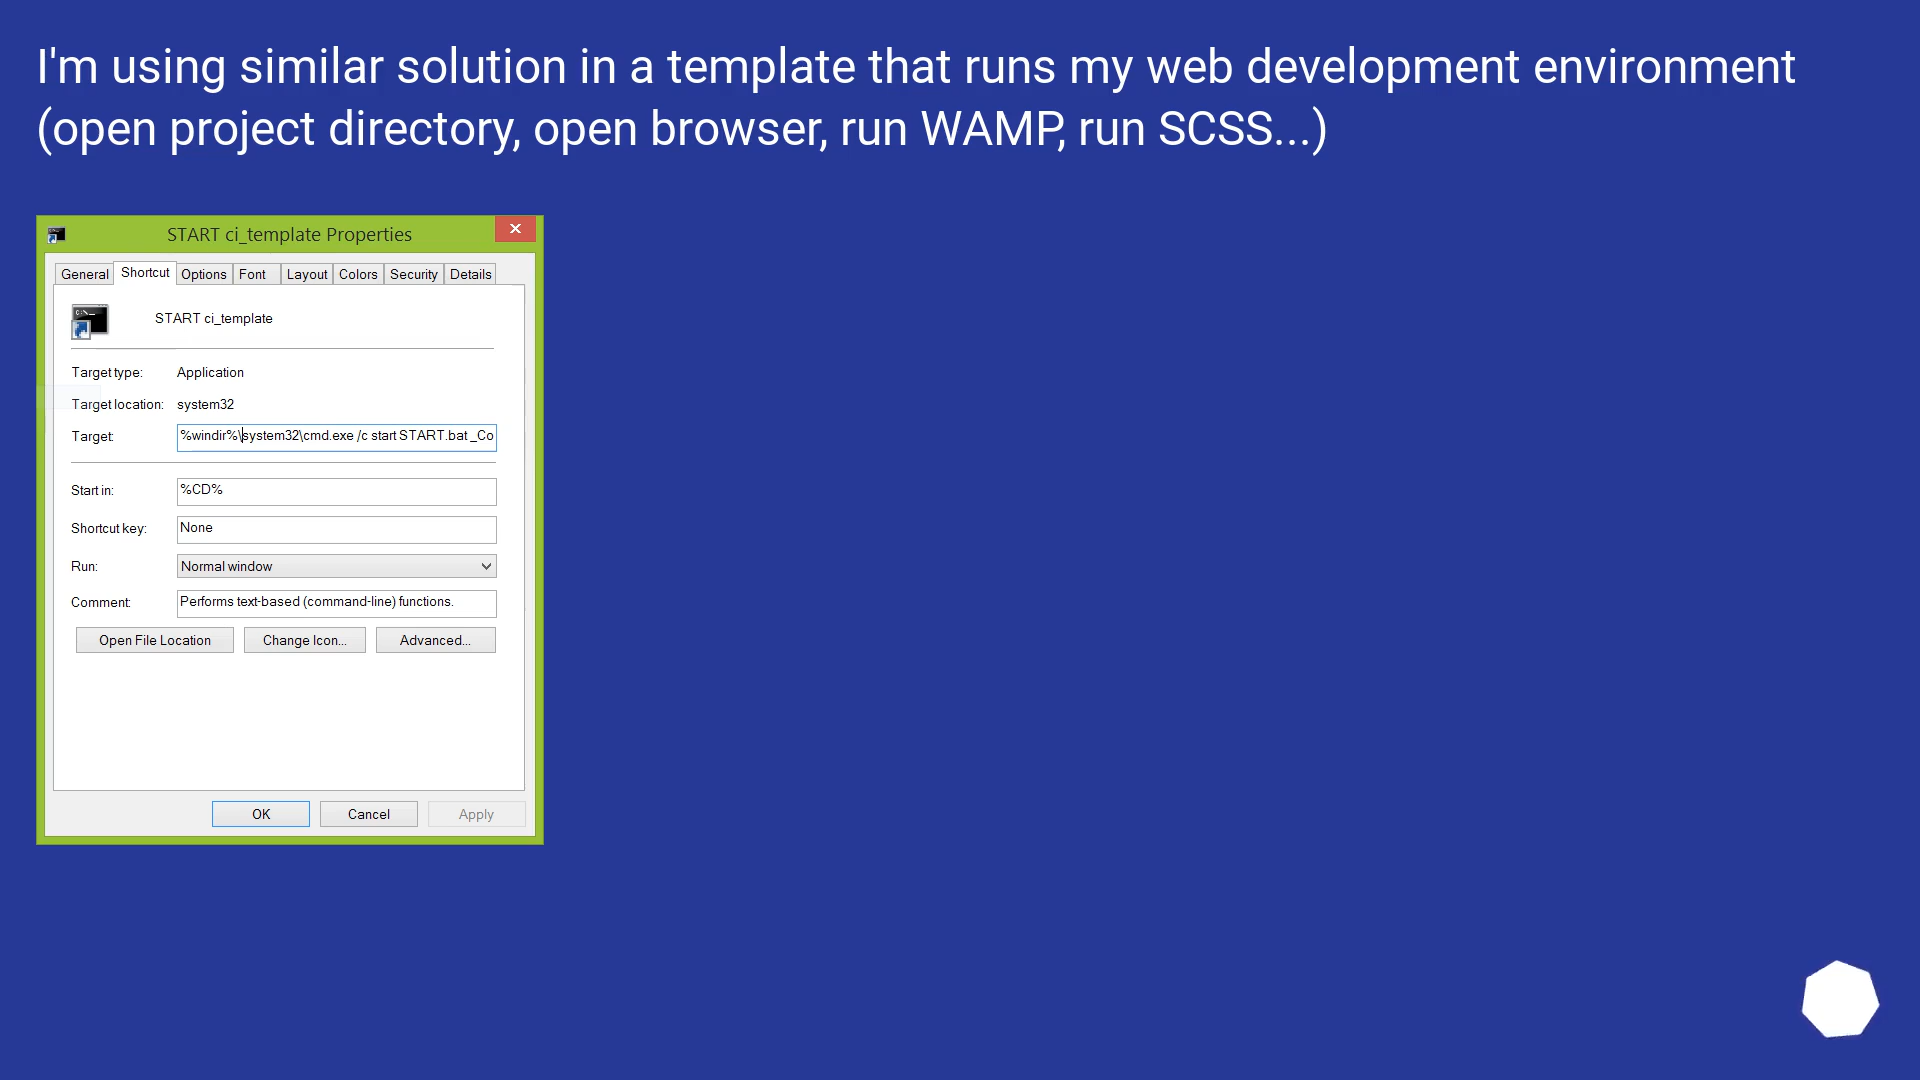 I'm using similar solution in a template that runs my web development environment
(open project directory, open browser, run WAMP, run SCSS...)
START ci_template Properties
General Shortcut Options Font Layout Colors Security Details
START ci_template
Target type: Application
Target location: system32
Target: %windir%\system32\cmd.exe /c start START.bat _Co
Start in: %CD%
Shortcut key: None
Run: Normal window
Comment: Performs text-based (command-line) functions.
Open File Location Change Icon... Advanced...
OK Cancel Apply